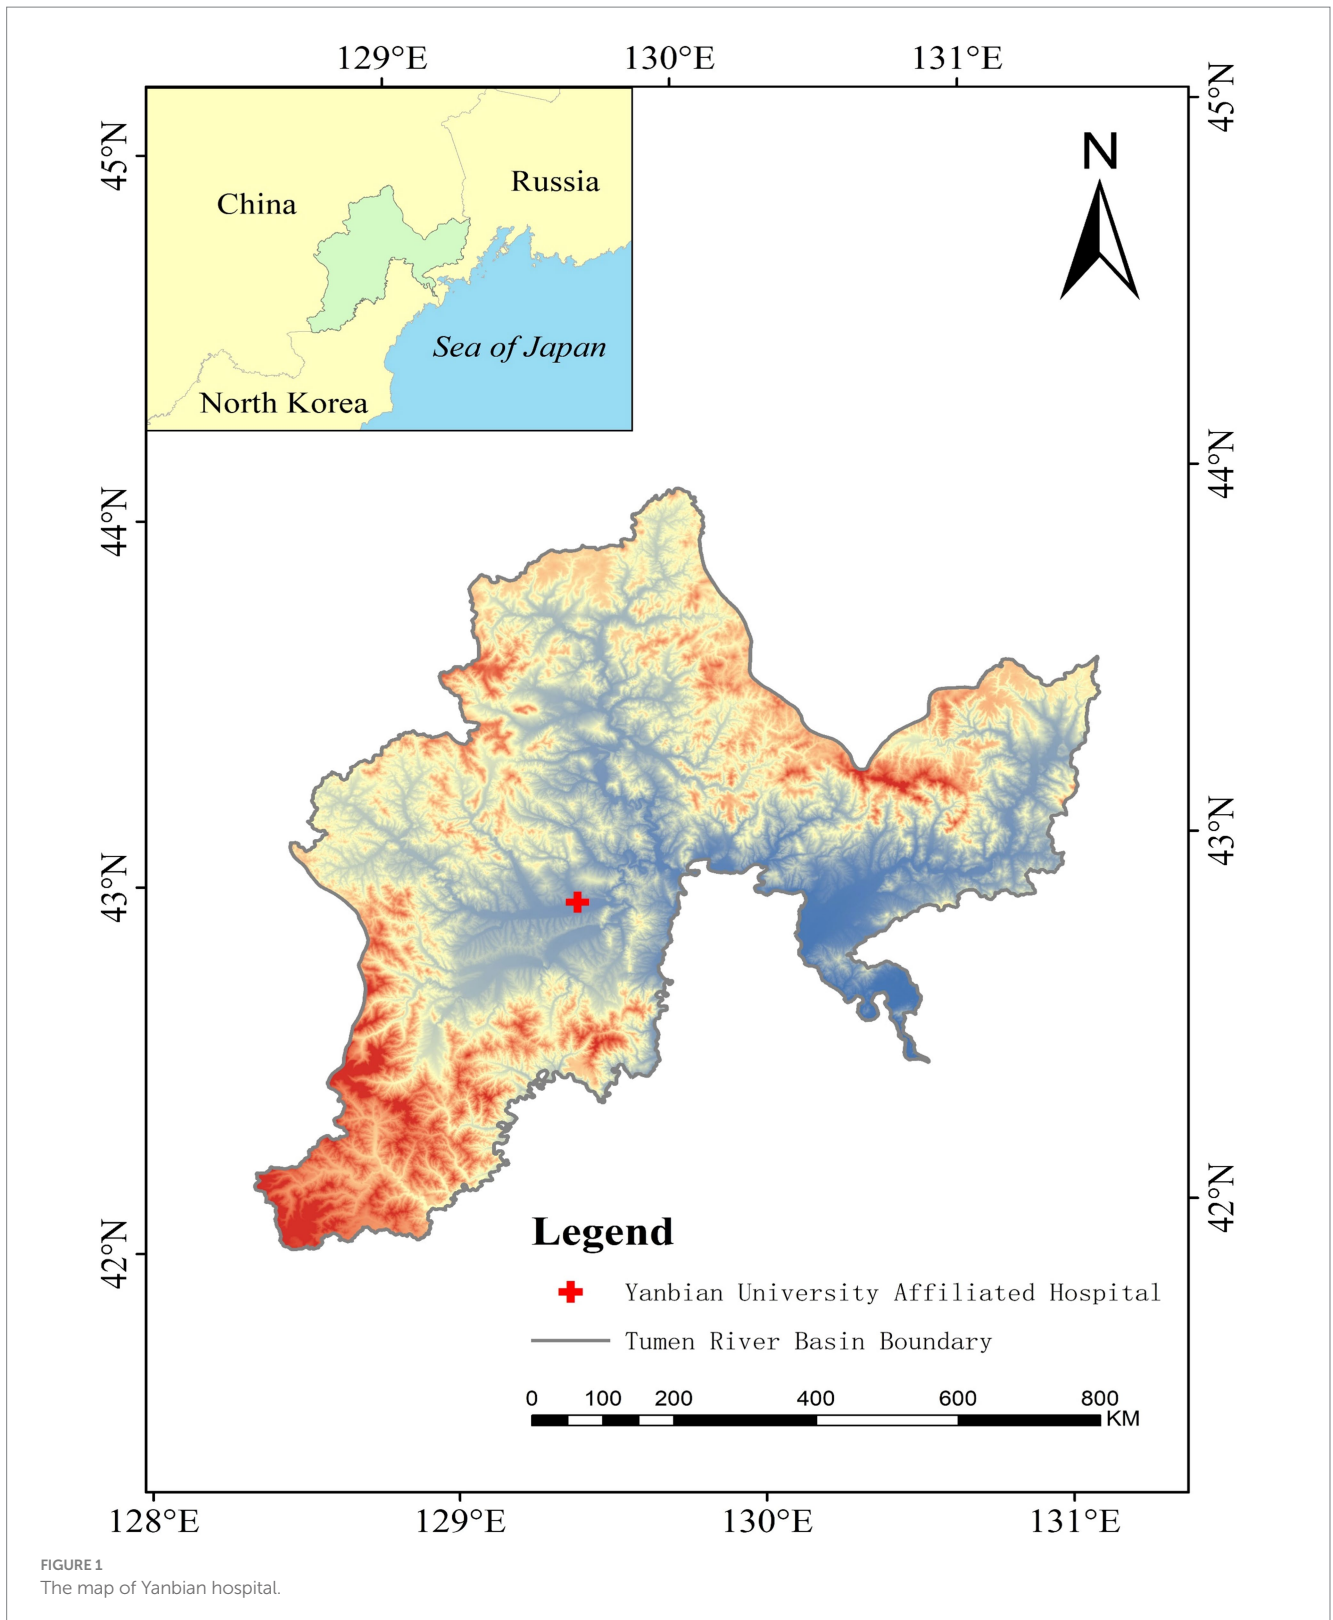 129°E 130°E 131°E
45°N
45°N
N
China
Russia
Sea of Japan
North Korea
44°N
44°N
43°N
43°N
42°N
42°N
Legend
Yanbian University Affiliated Hospital
Tumen River Basin Boundary
0 100 200 400 600 800
KM
128°E 129°E 130°E 131°E
FIGURE 1
The map of Yanbian hospital.